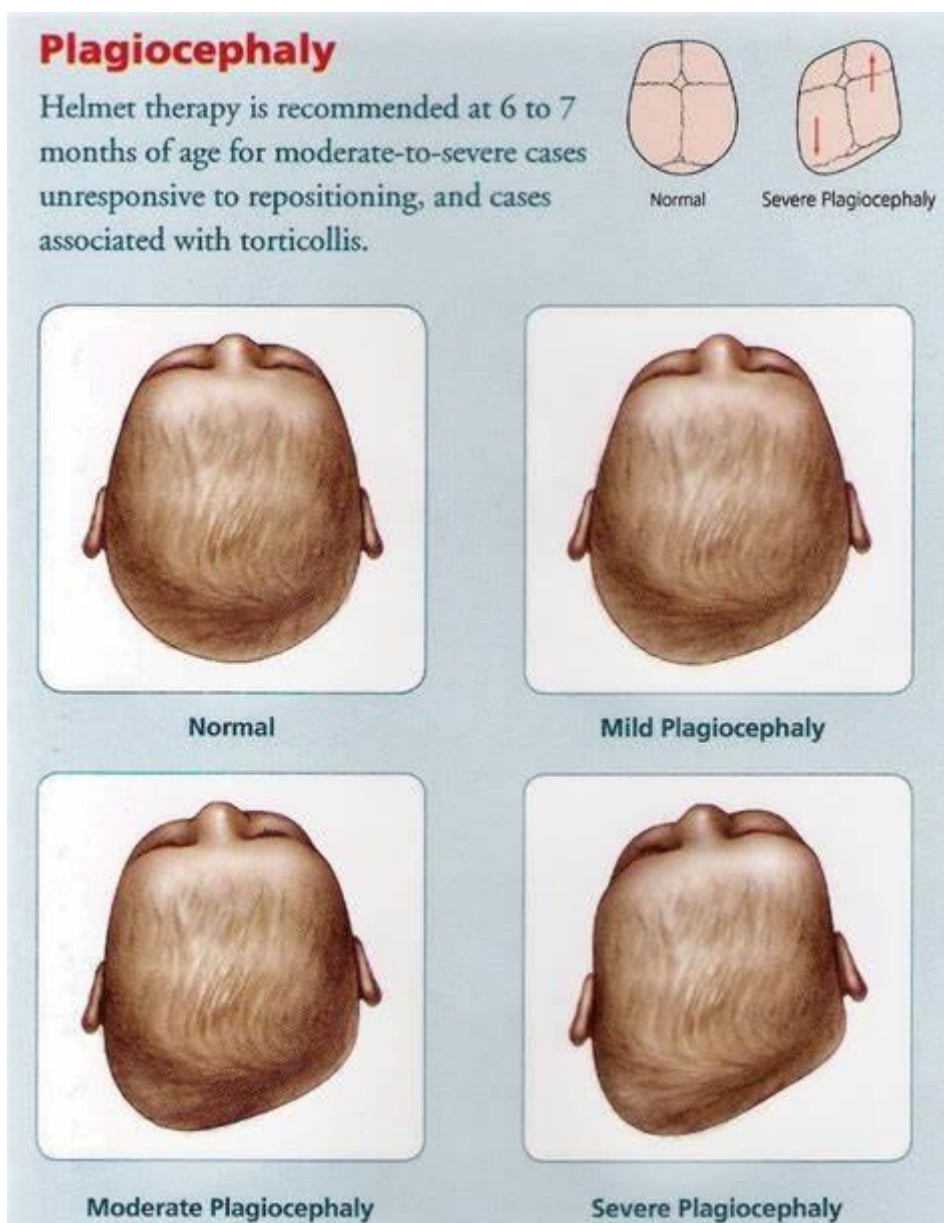 Plagiocephaly
Helmet therapy is recommended at 6 to 7
months of age for moderate-to-severe cases
unresponsive to repositioning, and cases
associated with torticollis.
Normal
Severe Plagiocephaly
Normal
Mild Plagiocephaly
Moderate Plagiocephaly
Severe Plagiocephaly